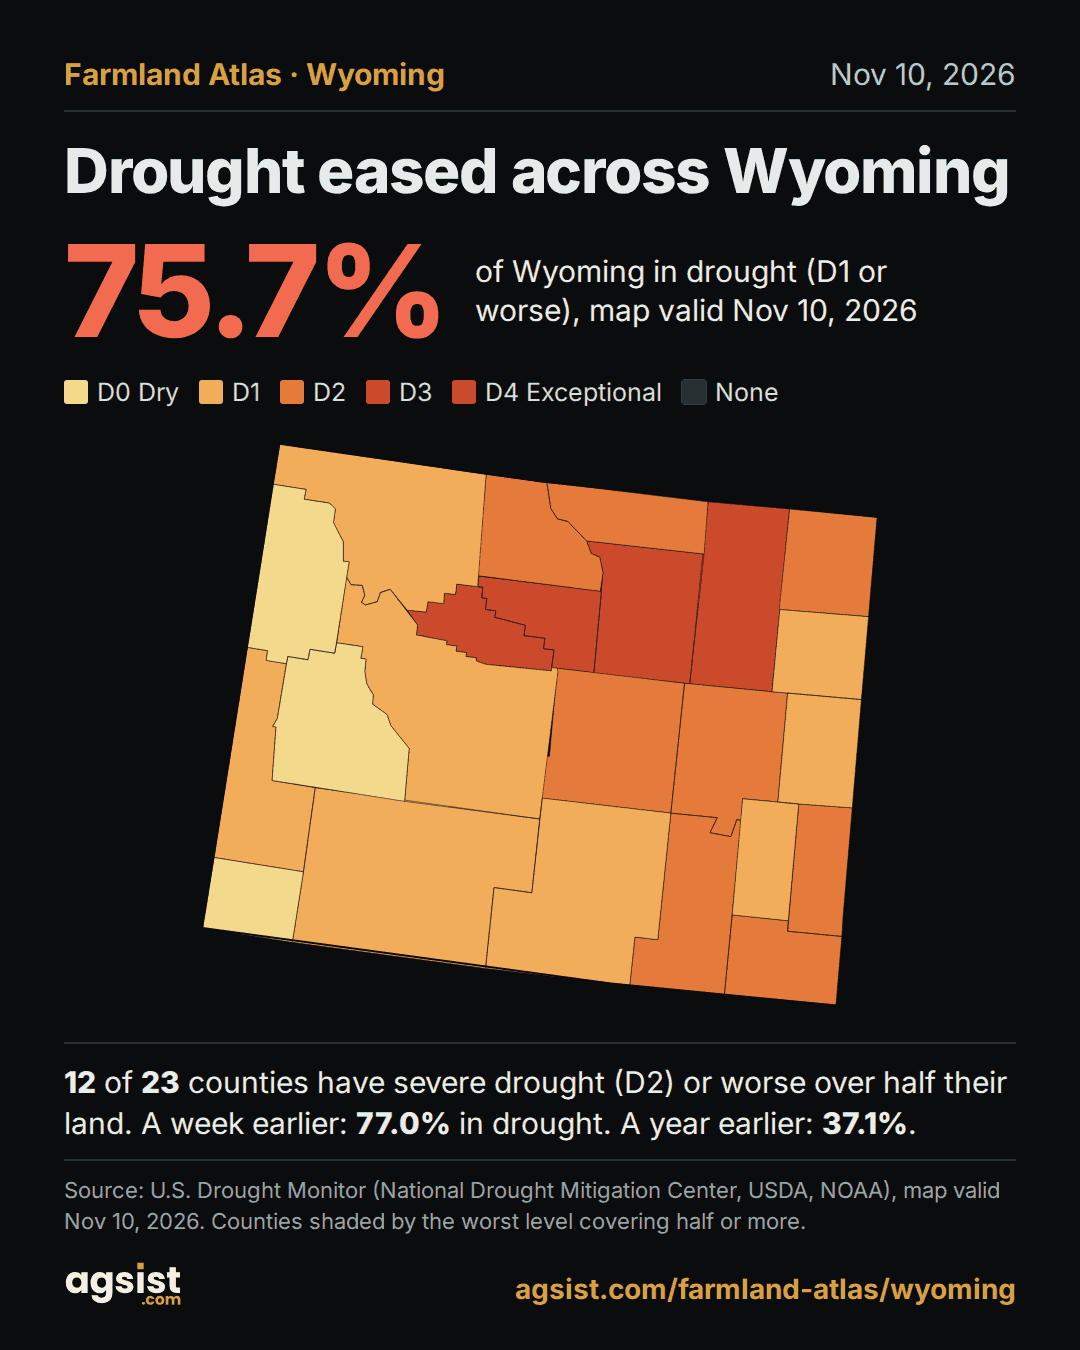 Farmland Atlas · Wyoming
Nov 10, 2026
Drought eased across Wyoming
75.7%
of Wyoming in drought (D1 or
worse), map valid Nov 10, 2026
D0 Dry
D1
D2
D3
D4 Exceptional
None
12 of 23 counties have severe drought (D2) or worse over half their
land. A week earlier: 77.0% in drought. A year earlier: 37.1%.
Source: U.S. Drought Monitor (National Drought Mitigation Center, USDA, NOAA), map valid
Nov 10, 2026. Counties shaded by the worst level covering half or more.
agsist
.com
agsist.com/farmland-atlas/wyoming